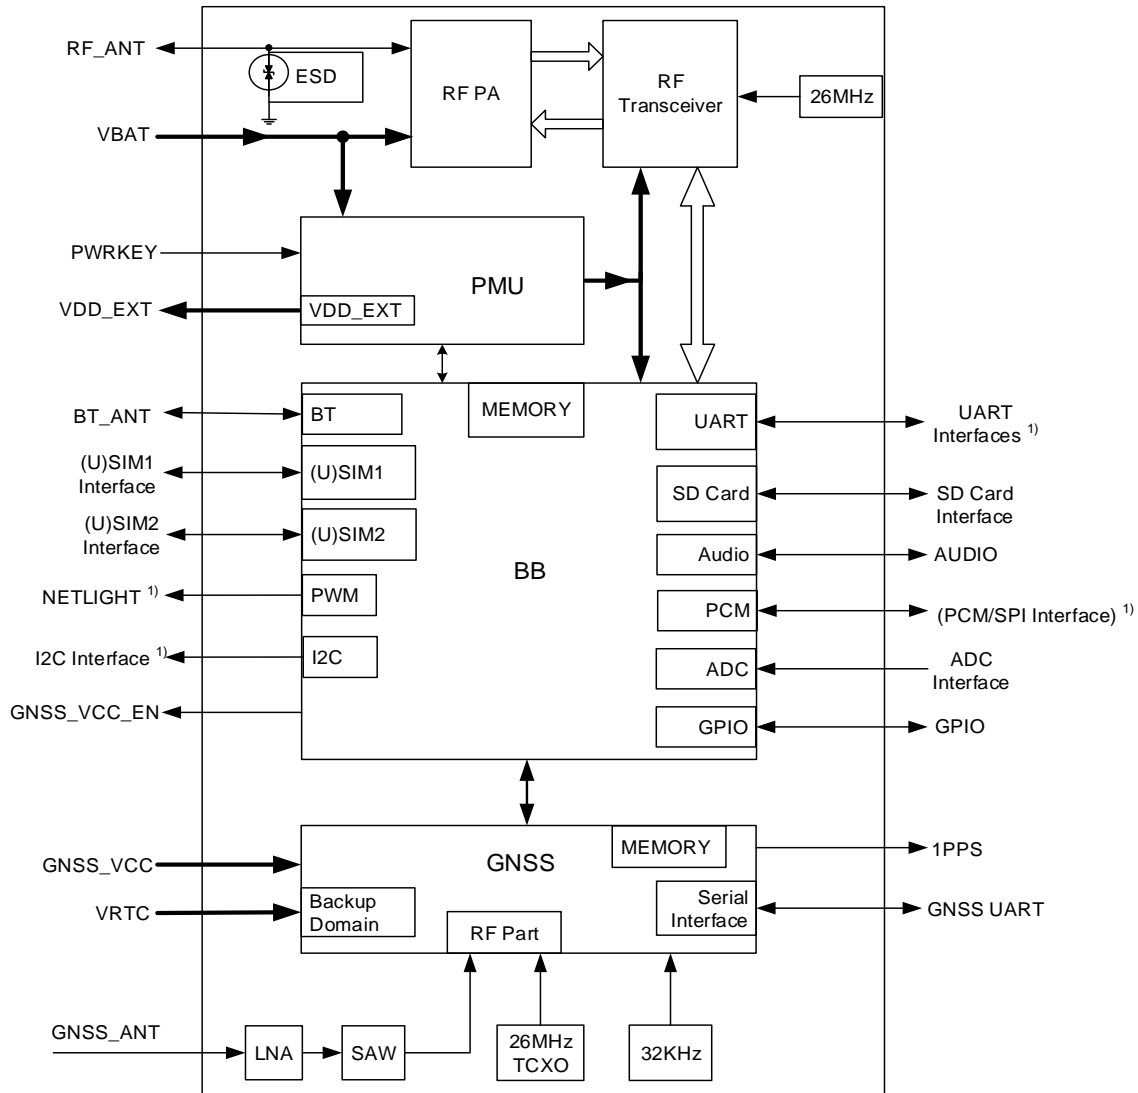 RF_ANT
ESD
RF PA
RF
Transceiver
26MHz
VBAT
PWRKEY
PMU
VDD_EXT
VDD_EXT
MEMORY
BT_ANT
BT
UART
UART
Interfaces 1)
(U)SIM1
Interface
(U)SIM1
SD Card
SD Card
Interface
(U)SIM2
Interface
(U)SIM2
Audio
AUDIO
BB
NETLIGHT 1)
PWM
PCM
(PCM/SPI Interface) 1)
I2C Interface 1)
I2C
ADC
ADC
Interface
GNSS_VCC_EN
GPIO
GPIO
GNSS_VCC
GNSS
MEMORY
1PPS
VRTC
Backup
Domain
RF Part
Serial
Interface
GNSS UART
GNSS_ANT
LNA
SAW
26MHz
TCXO
32KHz